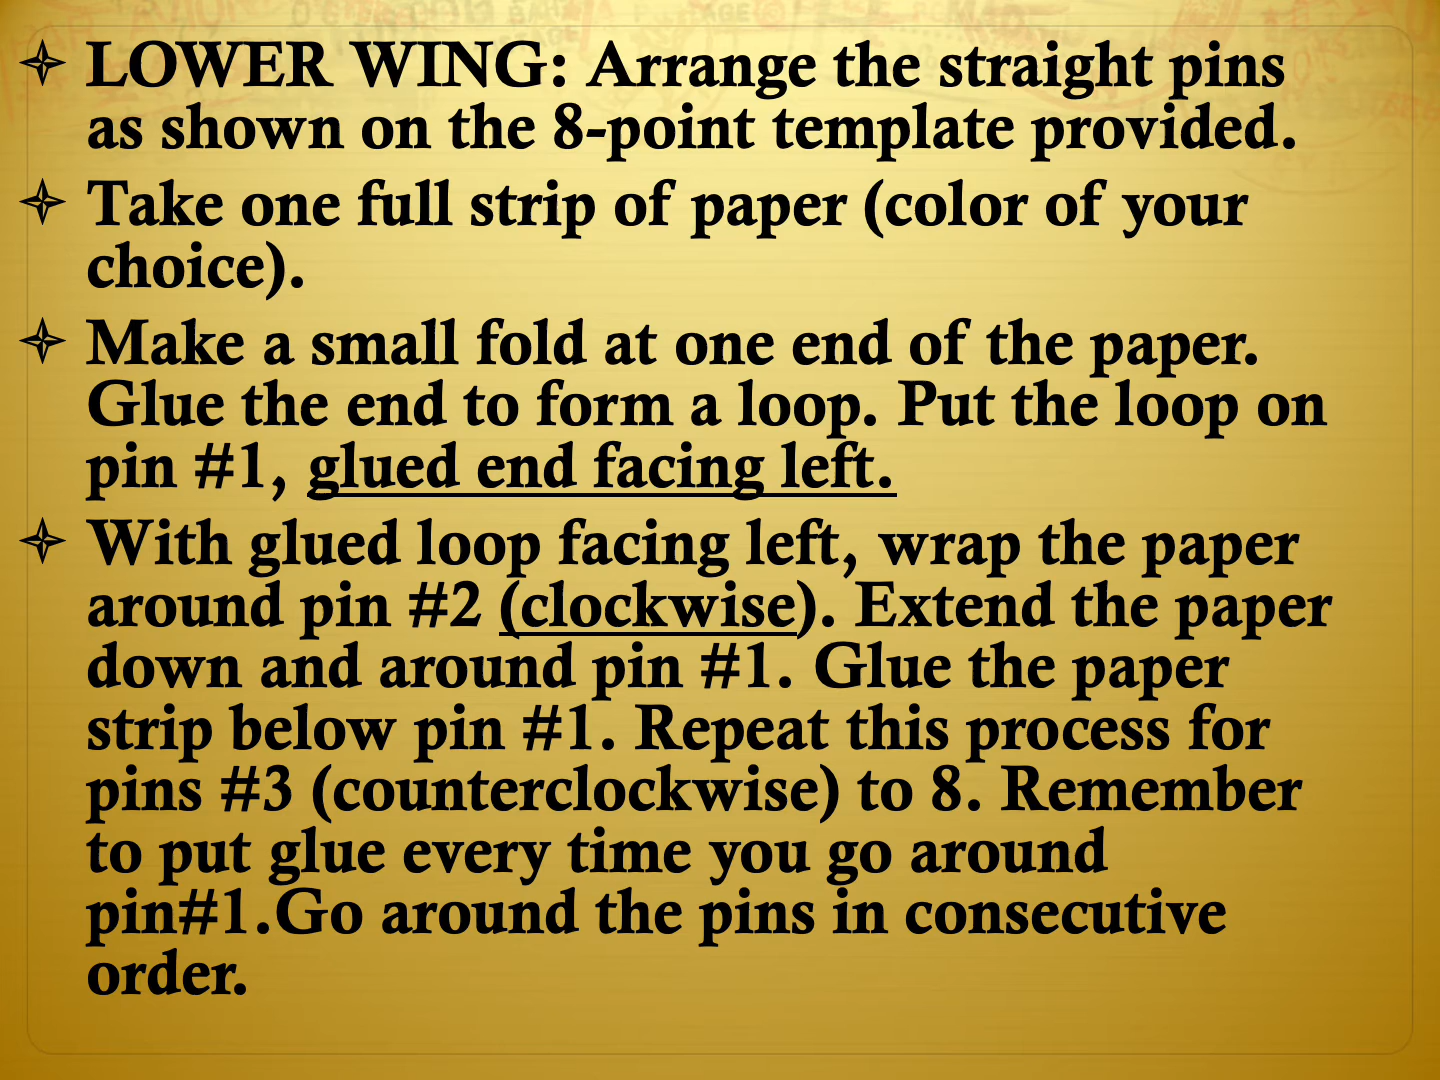 LOWER WING: Arrange the straight pins
as shown on the 8-point template provided.
Take one full strip of paper (color of your
choice).
Make a small fold at one end of the paper.
Glue the end to form a loop. Put the loop on
pin #1, glued end facing left.
With glued loop facing left, wrap the paper
around pin #2 (clockwise). Extend the paper
down and around pin #1. Glue the paper
strip below pin #1. Repeat this process for
pins #3 (counterclockwise) to 8. Remember
to put glue every time you go around
pin#1.Go around the pins in consecutive
order.